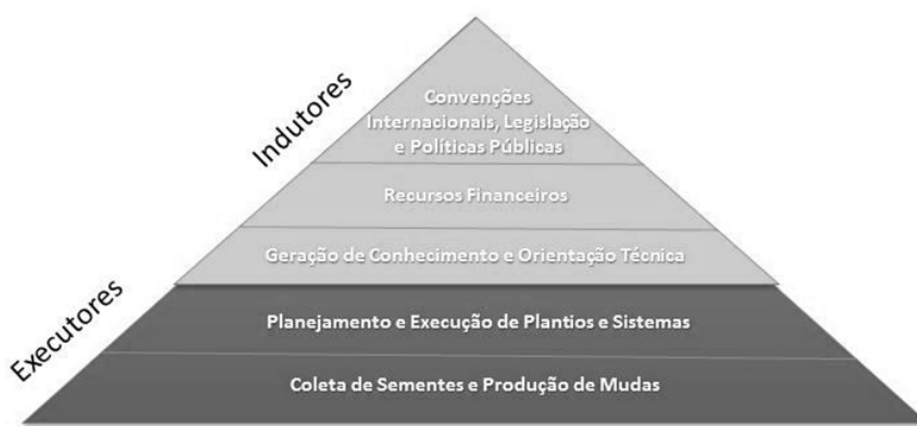 Indutores
Convenções
Internacionais, Legislação
e Políticas Públicas
Recursos Financeiros
Geração de Conhecimento e Orientação Técnica
Executores
Planejamento e Execução de Plantios e Sistemas
Coleta de Sementes e Produção de Mudas